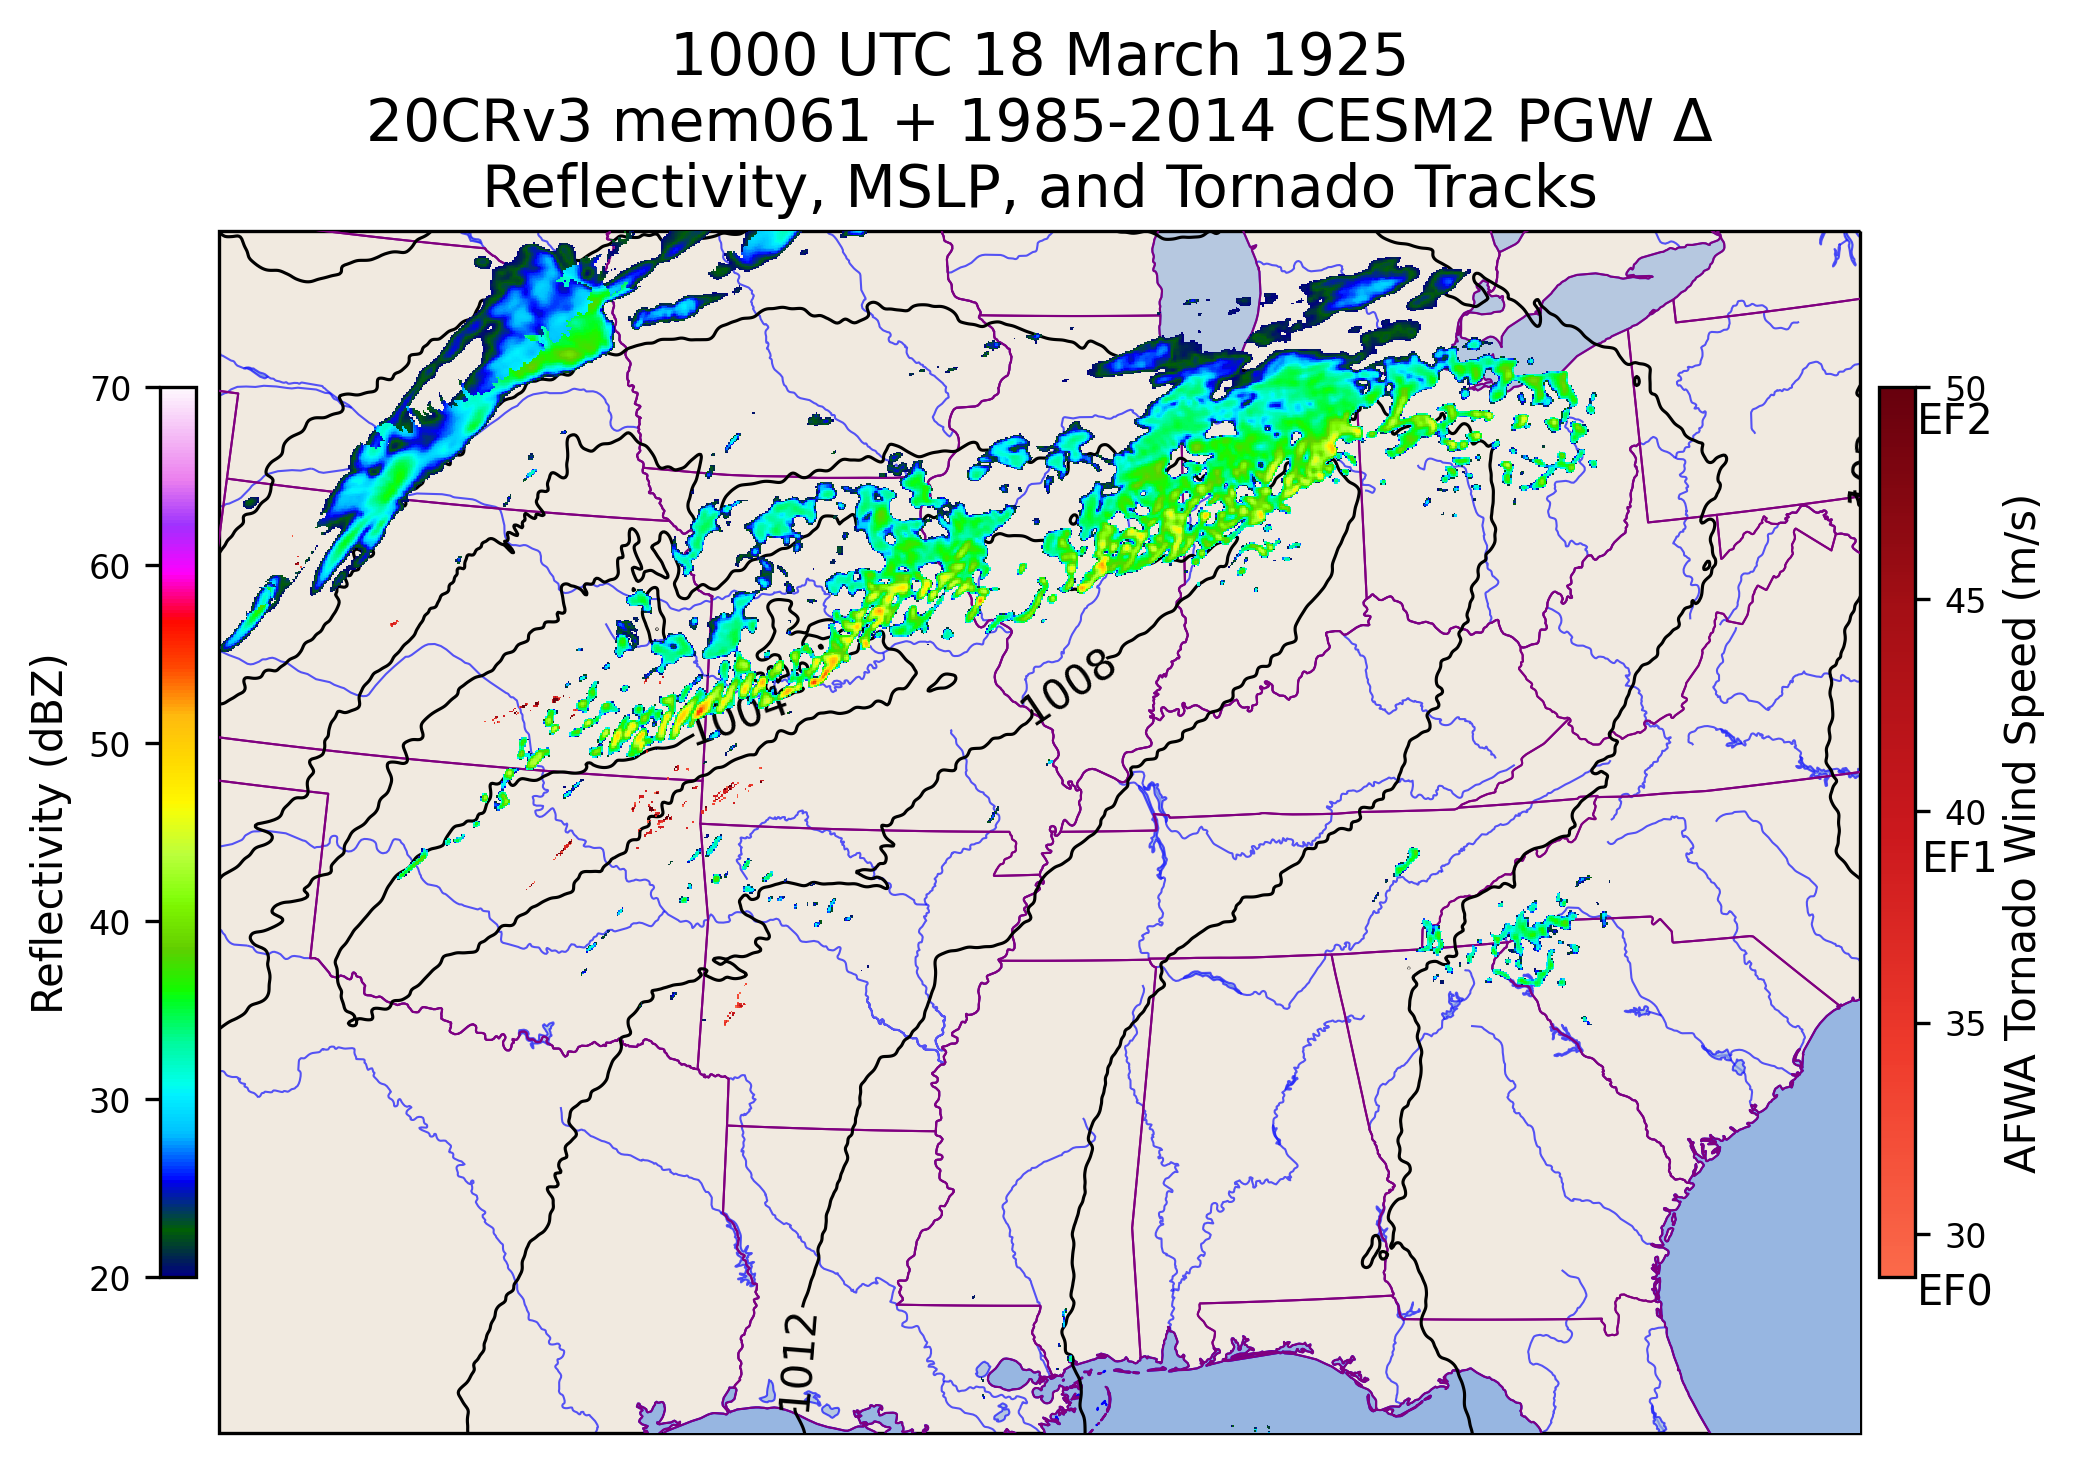 1000 UTC 18 March 1925
20CRv3 mem061 + 1985-2014 CESM2 PGW Δ
Reflectivity, MSLP, and Tornado Tracks
70
60
50
40
30
20
Reflectivity (dBZ)
1004
1008
1012
50
EF2
45
40
EF1
35
30
EF0
AFWA Tornado Wind Speed (m/s)